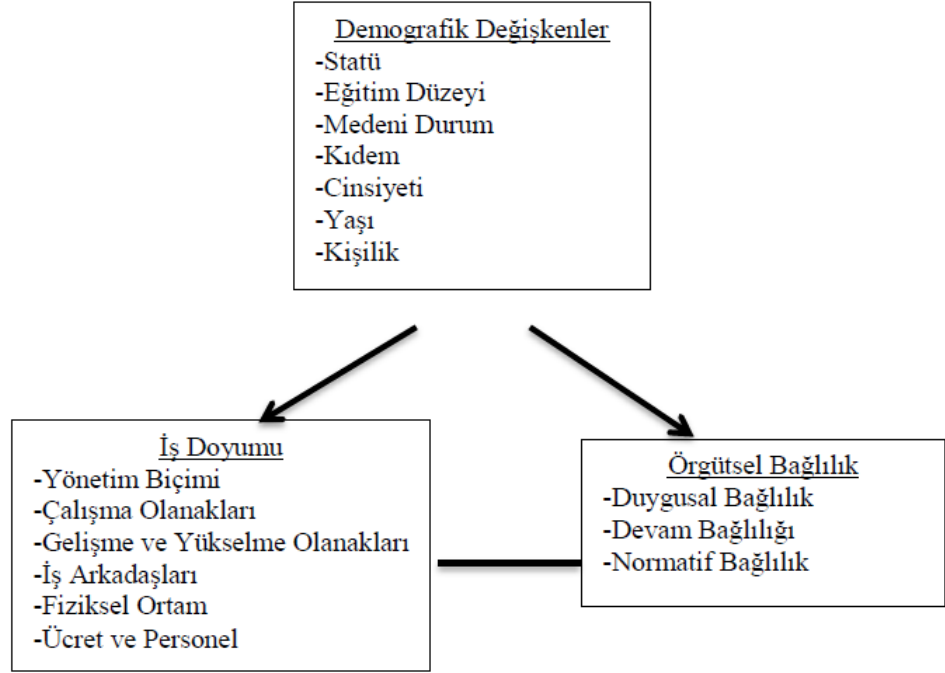 Demografik Değişkenler
-Statü
-Eğitim Düzeyi
-Medeni Durum
-Kıdem
-Cinsiyeti
-Yaşı
-Kişilik
İş Doyumu
-Yönetim Biçimi
-Çalışma Olanakları
-Gelişme ve Yükselme Olanakları
-İş Arkadaşları
-Fiziksel Ortam
-Ücret ve Personel
Örgütsel Bağlılık
-Duygusal Bağlılık
-Devam Bağlılığı
-Normatif Bağlılık